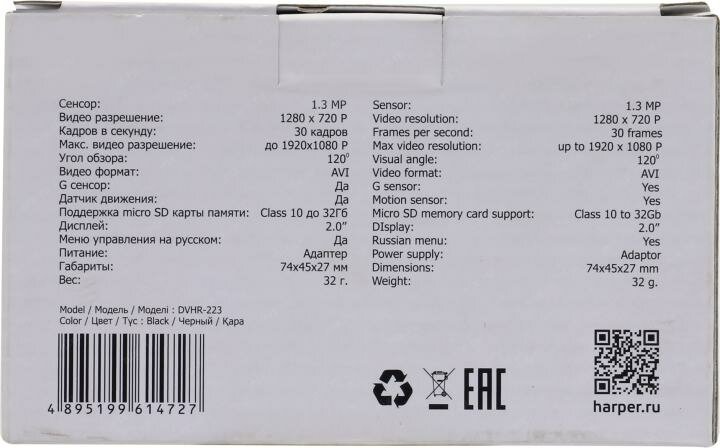 Сенсор: 1.3 MP
Видео разрешение: 1280 x 720 P
Кадров в секунду: 30 кадров
Макс. видео разрешение: до 1920x1080 P
Угол обзора: 120⁰
Видео формат: AVI
G сенсор: Да
Датчик движения: Да
Поддержка micro SD карты памяти: Class 10 до 32Гб
Дисплей: 2.0”
Меню управления на русском: Да
Питание: Адаптер
Габариты: 74x45x27 мм
Вес: 32 г.
Sensor: 1.3 MP
Video resolution: 1280 x 720 P
Frames per second: 30 frames
Max video resolution: up to 1920 x 1080 P
Visual angle: 120⁰
Video format: AVI
G sensor: Yes
Motion sensor: Yes
Micro SD memory card support: Class 10 to 32Gb
DIsplay: 2.0”
Russian menu: Yes
Power supply: Adaptor
Dimensions: 74x45x27 mm
Weight: 32 g.
Model / Модель / Моделі : DVHR-223
Color / Цвет / Түс : Black / Черный / Қара
4 895199 614727
EAC
harper.ru